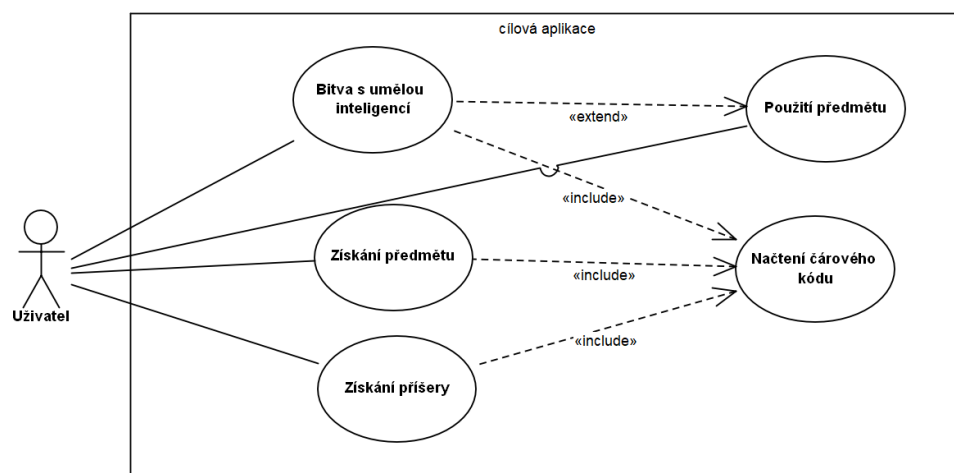 cílová aplikace
Bitva s umělou
inteligencí
«extend»
Použití předmětu
«include»
Získání předmětu
«include»
Načtení čárového
kódu
Uživatel
«include»
Získání příšery